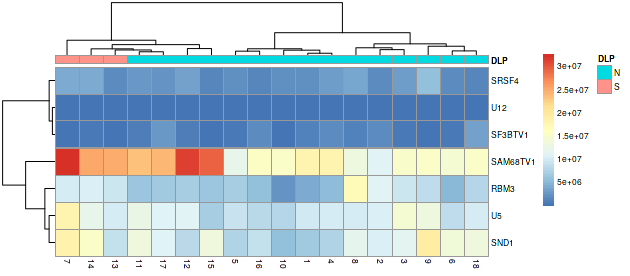 DLP
SRSF4
U12
SF3BTV1
SAM68TV1
RBM3
U5
SND1
7 14 13 11 17 12 15 5 16 10 1 4 8 2 3 9 6 18
3e+07
2.5e+07
2e+07
1.5e+07
1e+07
5e+06
DLP
N
S